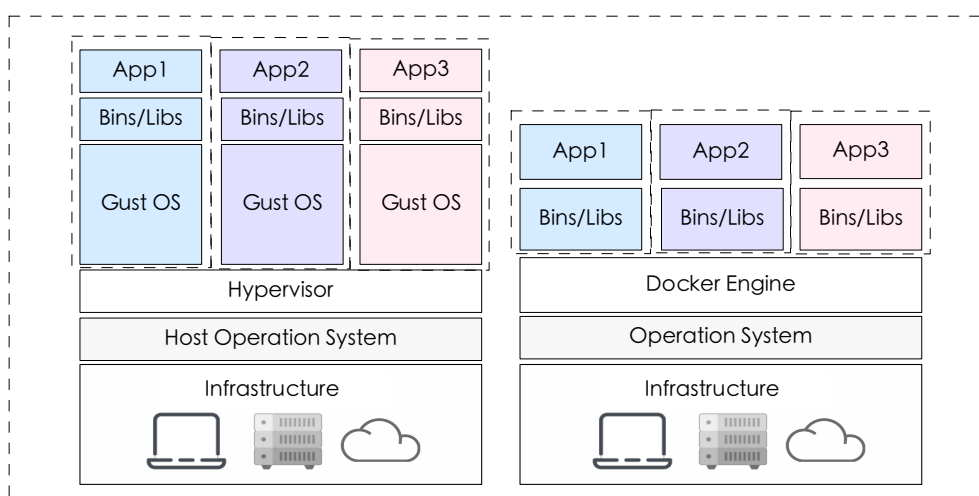 App1
App2
App3
Bins/Libs
Bins/Libs
Bins/Libs
Gust OS
Gust OS
Gust OS
Hypervisor
Host Operation System
Infrastructure
App1
App2
App3
Bins/Libs
Bins/Libs
Bins/Libs
Docker Engine
Operation System
Infrastructure